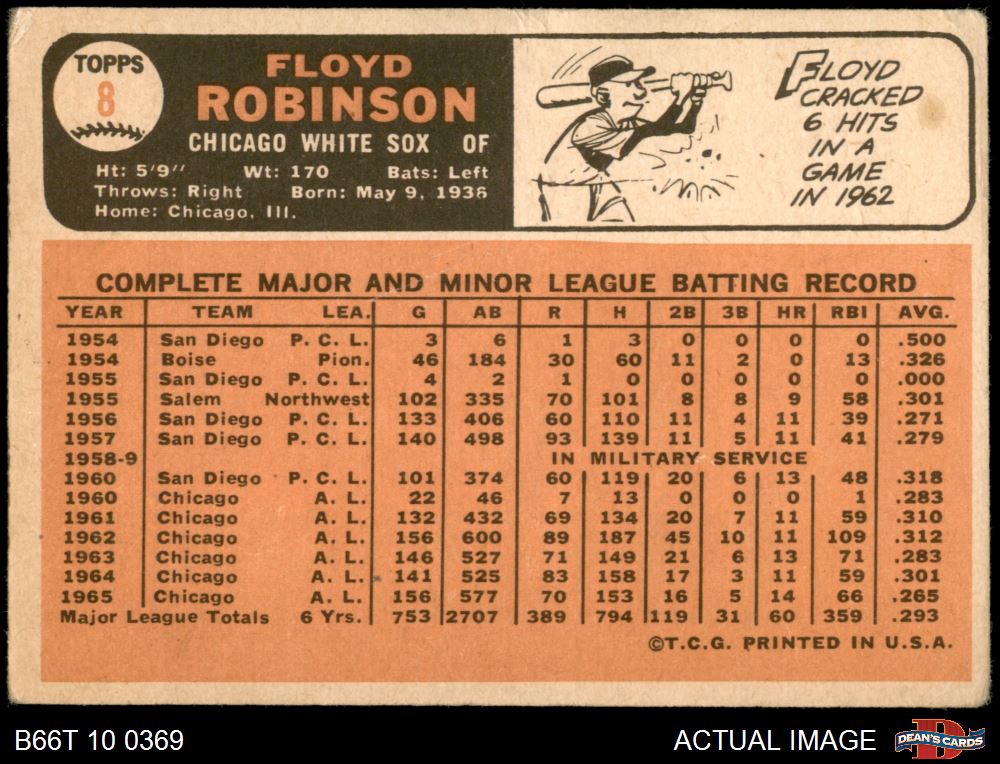 TOPPS
8
FLOYD
ROBINSON
CHICAGO WHITE SOX OF
Ht: 5'9" Wt: 170 Bats: Left
Throws: Right Born: May 9, 1936
Home: Chicago, Ill.
FLOYD
CRACKED
6 HITS
IN A
GAME
IN 1962
COMPLETE MAJOR AND MINOR LEAGUE BATTING RECORD
YEAR TEAM LEA. G AB R H 2B 3B HR RBI AVG.
1954 San Diego P. C. L. 3 6 1 3 0 0 0 0 .500
1954 Boise Pion. 46 184 30 60 11 2 0 13 .326
1955 San Diego P. C. L. 4 2 1 0 0 0 0 0 .000
1955 Salem Northwest 102 335 70 101 8 8 9 58 .301
1956 San Diego P. C. L. 133 406 60 110 11 4 11 39 .271
1957 San Diego P. C. L. 140 498 93 139 11 5 11 41 .279
1958-9 IN MILITARY SERVICE
1960 San Diego P. C. L. 101 374 60 119 20 6 13 48 .318
1960 Chicago A. L. 22 46 7 13 0 0 0 1 .283
1961 Chicago A. L. 132 432 69 134 20 7 11 59 .310
1962 Chicago A. L. 156 600 89 187 45 10 11 109 .312
1963 Chicago A. L. 146 527 71 149 21 6 13 71 .283
1964 Chicago A. L. 141 525 83 158 17 3 11 59 .301
1965 Chicago A. L. 156 577 70 153 16 5 14 66 .265
Major League Totals 6 Yrs. 753 2707 389 794 119 31 60 359 .293
©T.C.G. PRINTED IN U.S.A.
B66T 10 0369 ACTUAL IMAGE DEAN'S CARDS